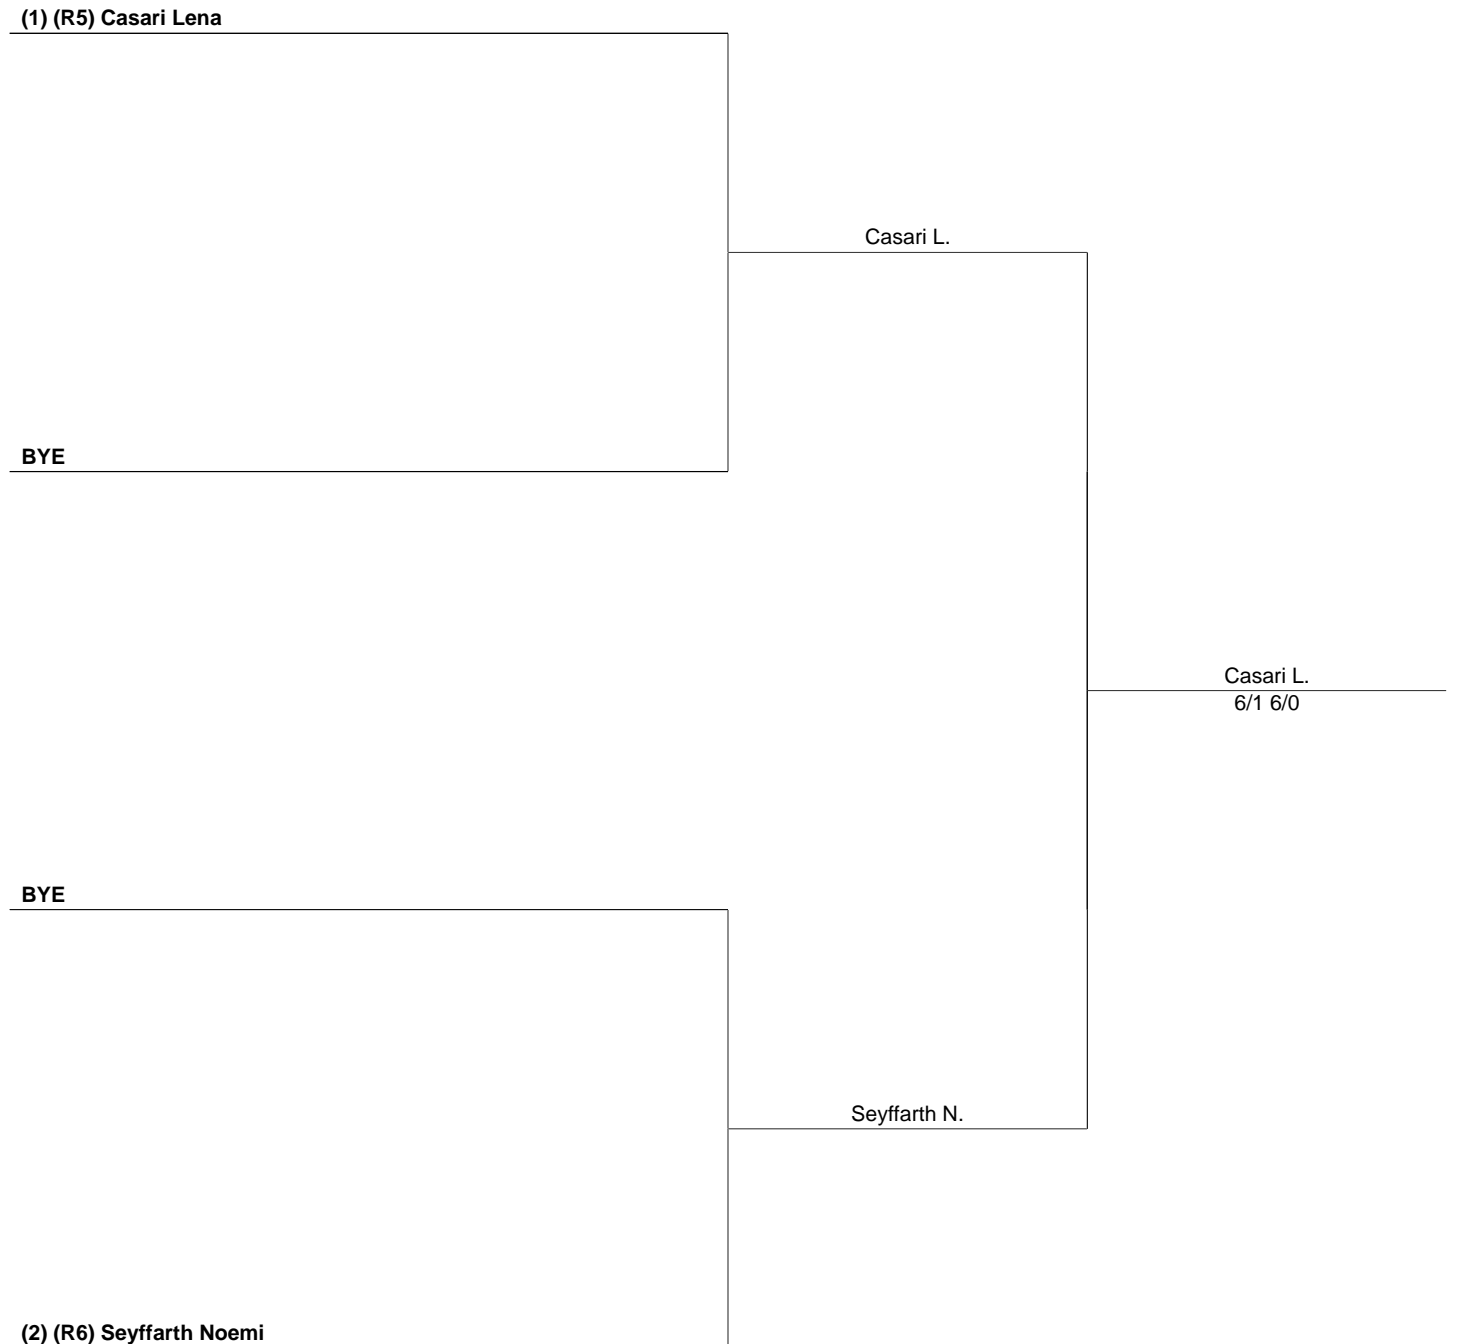 (1) (R5) Casari Lena
Casari L.
BYE
Casari L.
6/1 6/0
BYE
Seyffarth N.
(2) (R6) Seyffarth Noemi